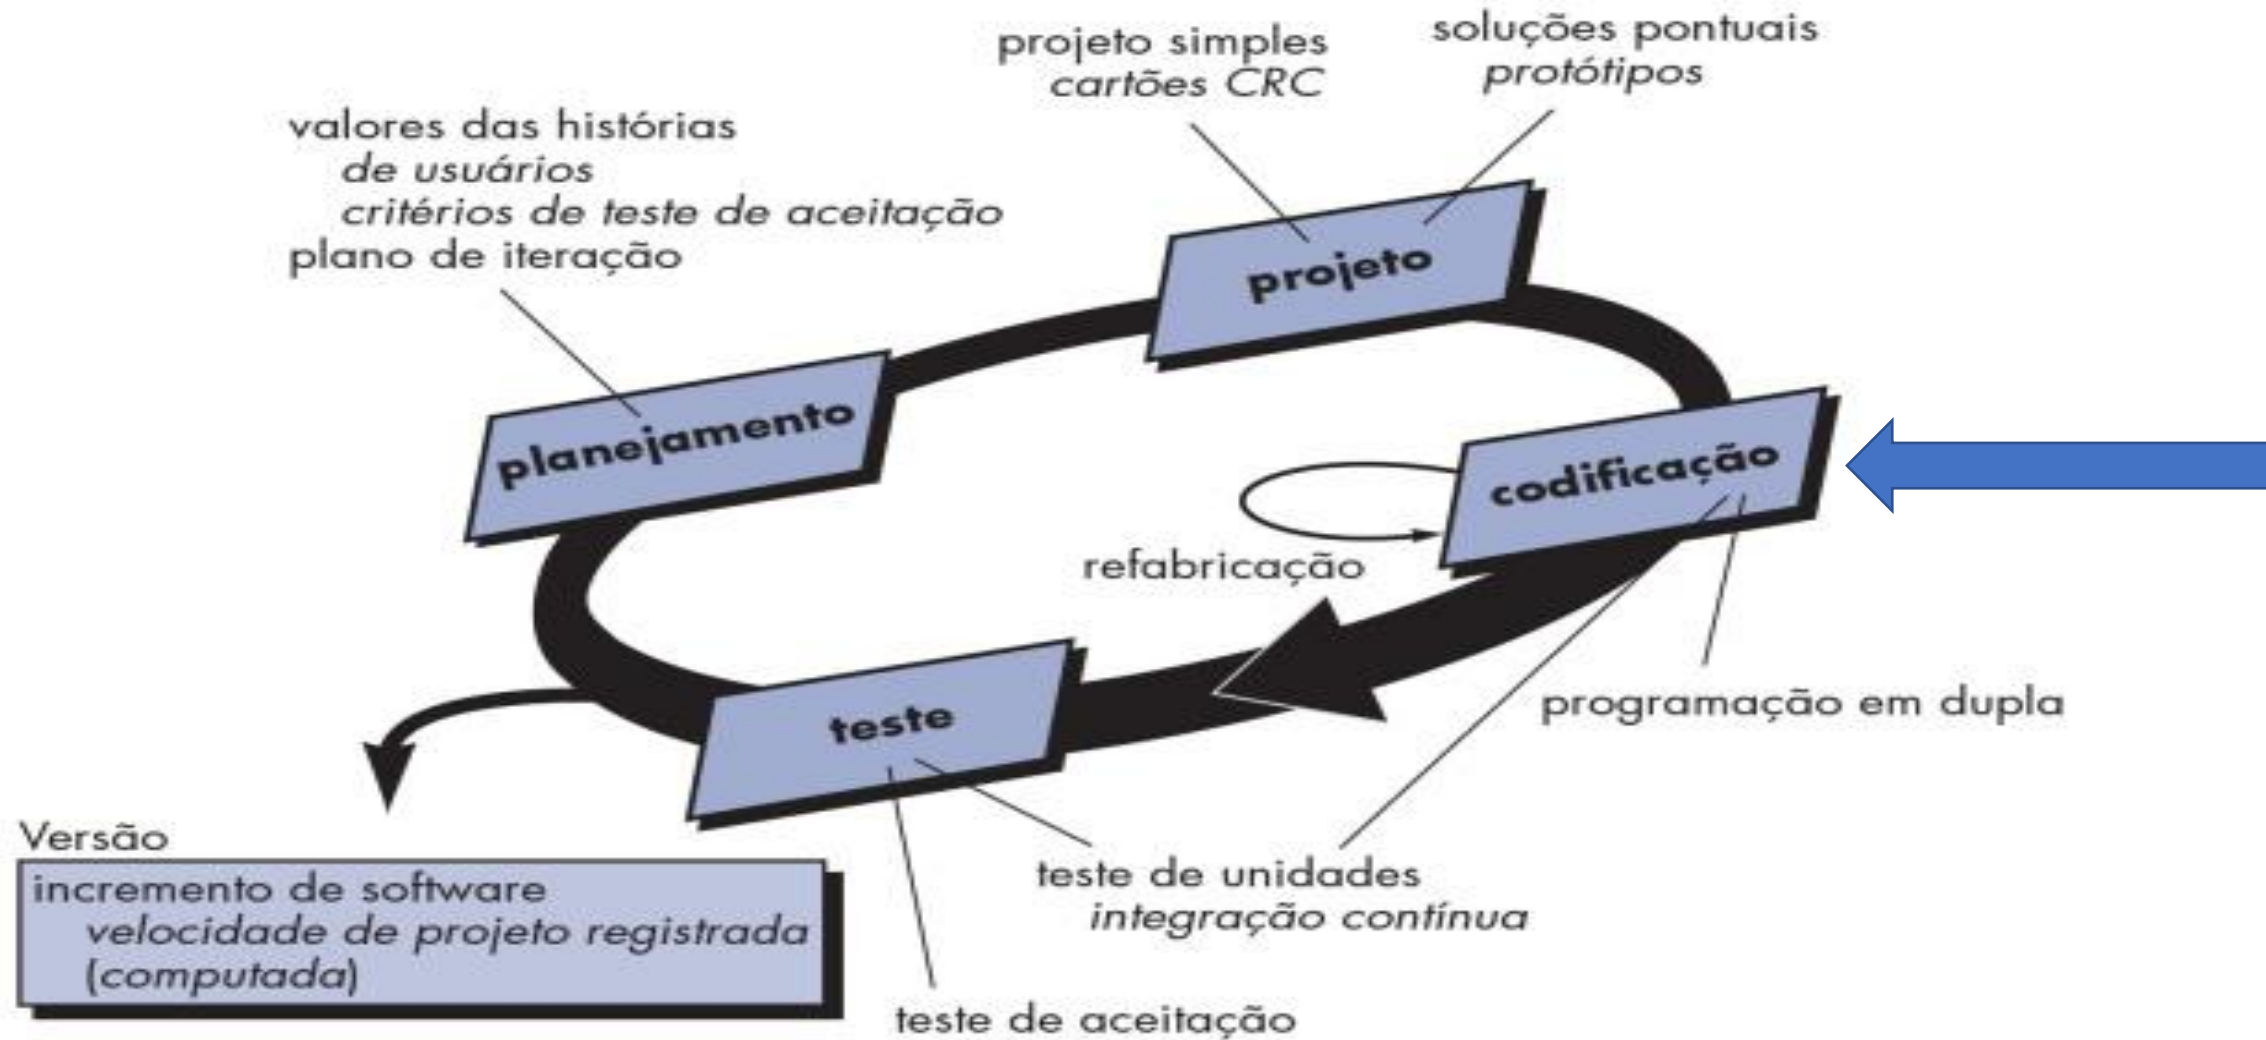 projeto simples
cartões CRC
soluções pontuais
protótipos
valores das histórias
de usuários
critérios de teste de aceitação
plano de iteração
projeto
planejamento
codificação
refabricação
teste
programação em dupla
Versão
incremento de software
velocidade de projeto registrada
(computada)
teste de unidades
integração contínua
teste de aceitação